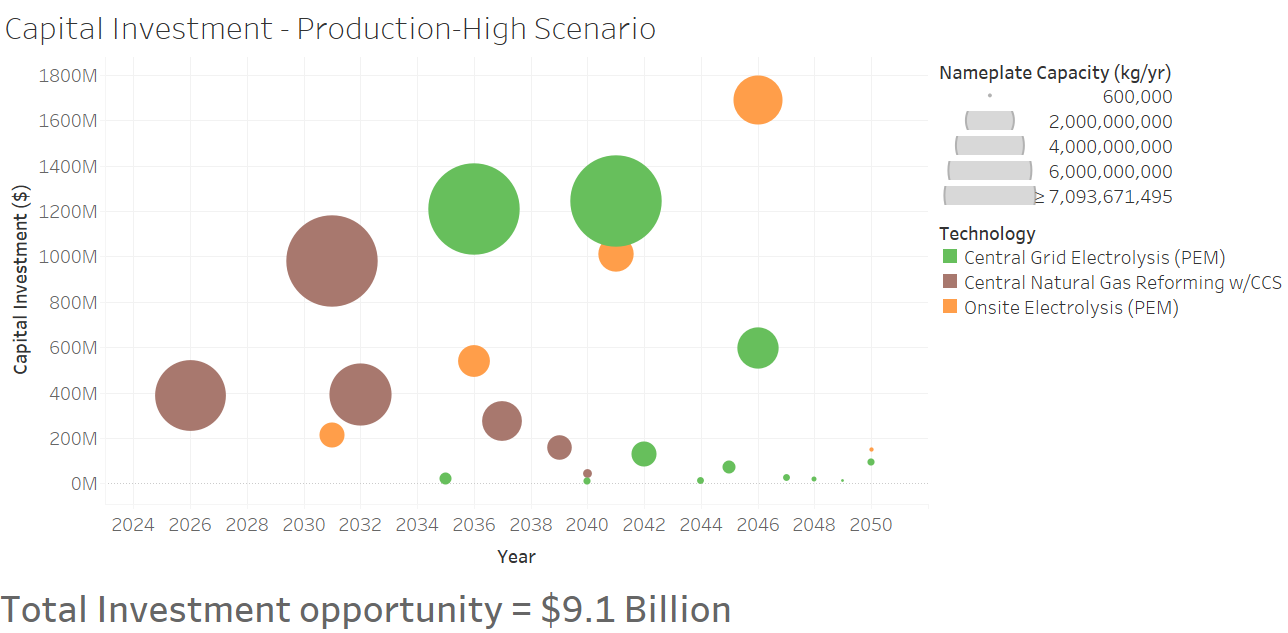 Capital Investment - Production-High Scenario
1800M
1600M
1400M
1200M
1000M
800M
600M
400M
200M
0M
Capital Investment ($)
2024 2026 2028 2030 2032 2034 2036 2038 2040 2042 2044 2046 2048 2050
Year
Nameplate Capacity (kg/yr)
600,000
2,000,000,000
4,000,000,000
6,000,000,000
≥ 7,093,671,495
Technology
Central Grid Electrolysis (PEM)
Central Natural Gas Reforming w/CCS
Onsite Electrolysis (PEM)
Total Investment opportunity = $9.1 Billion